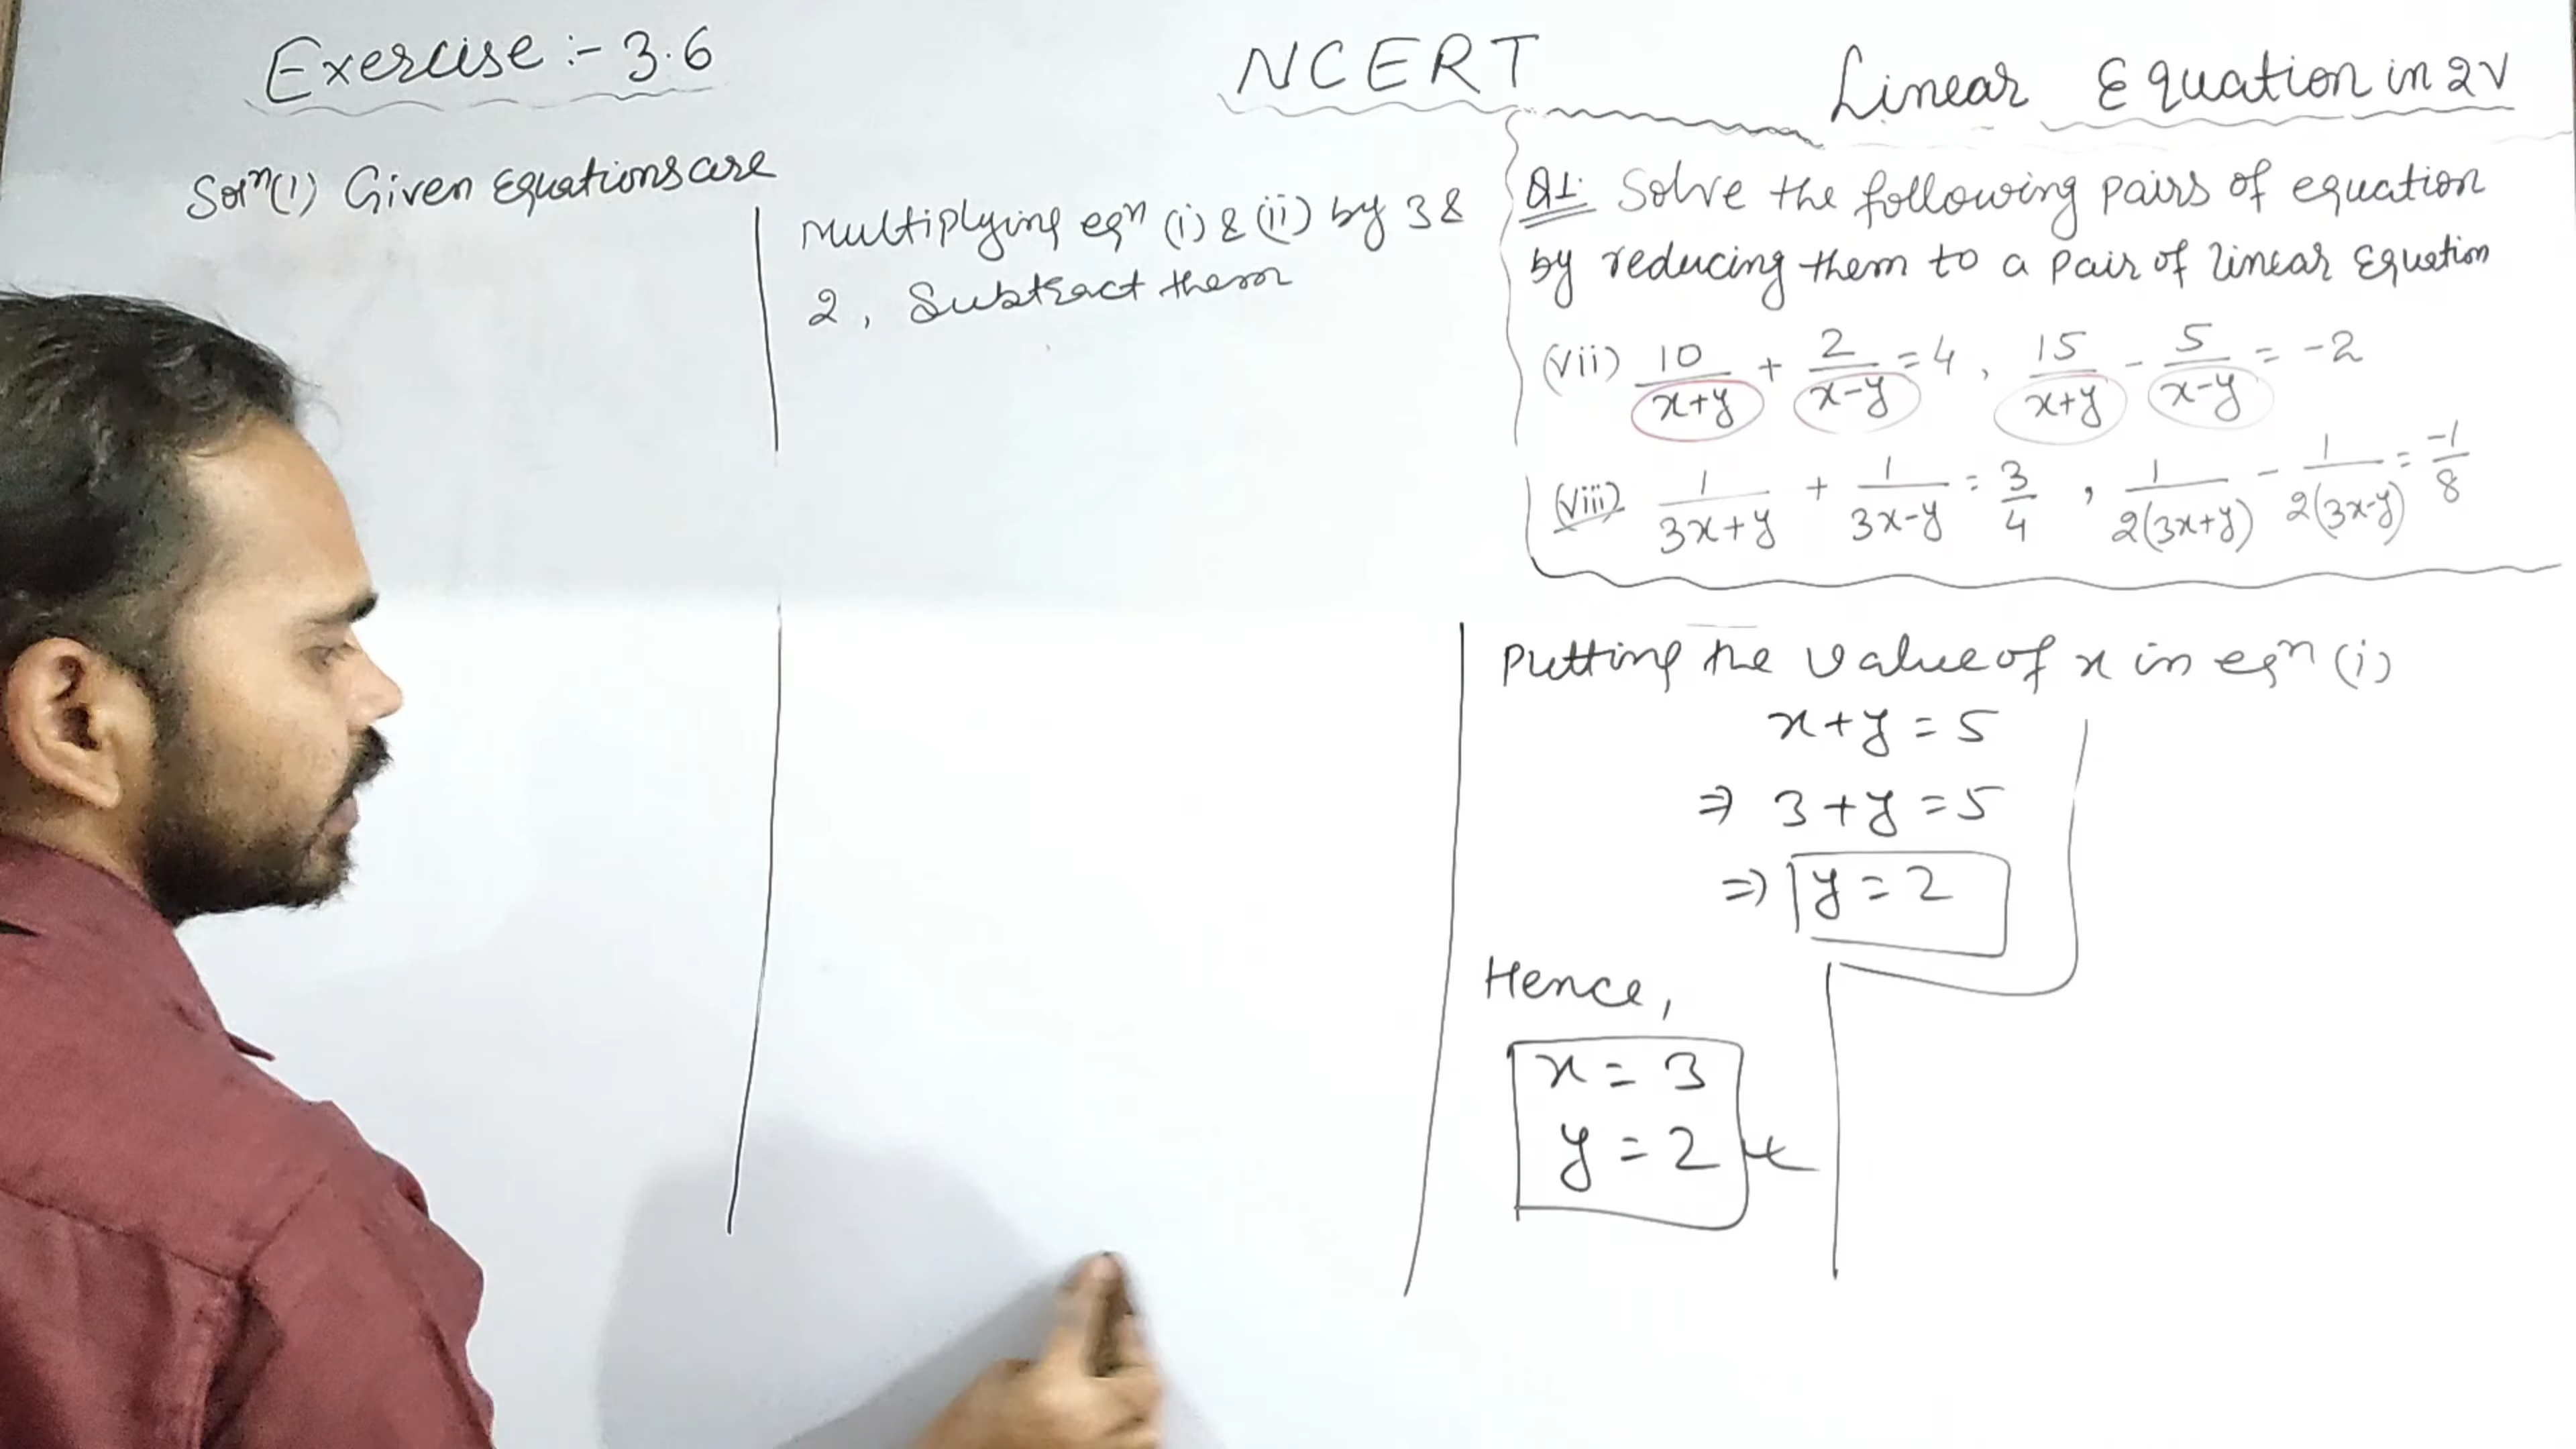 Exercise :- 3.6
NCERT
Linear Equation in 2V
Solⁿ(1) Given Equations are
Multiplying eqⁿ (i) & (ii) by 3 &
2, Subtract them
Q1. Solve the following pairs of equation
by reducing them to a pair of linear Equation
(vii) 10/(x+y) + 2/(x-y) = 4, 15/(x+y) - 5/(x-y) = -2
(viii) 1/(3x+y) + 1/(3x-y) = 3/4, 1/2(3x+y) - 1/2(3x-y) = -1/8
Putting the value of x in eqⁿ (i)
x+y = 5
⇒ 3+y = 5
⇒ y = 2
Hence,
x = 3
y = 2